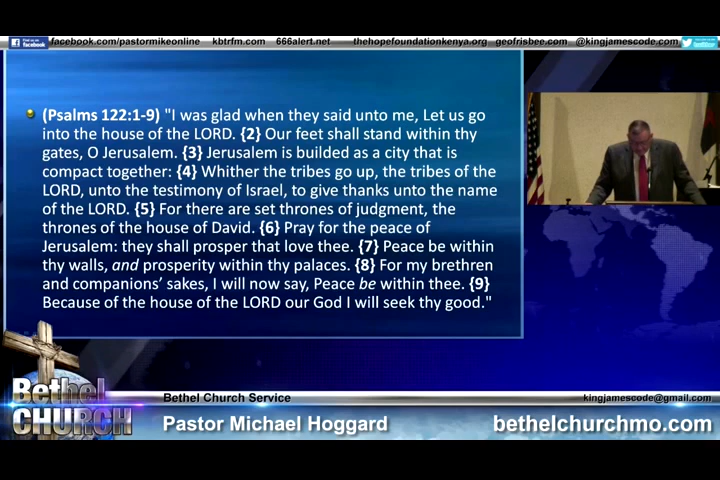 Find us on facebook facebook.com/pastormikeonline kbtrfm.com 666alert.net thehopefoundationkenya.org geofrisbee.com @kingjamescode.com twitter
(Psalms 122:1-9) "I was glad when they said unto me, Let us go
into the house of the LORD. {2} Our feet shall stand within thy
gates, O Jerusalem. {3} Jerusalem is builded as a city that is
compact together: {4} Whither the tribes go up, the tribes of the
LORD, unto the testimony of Israel, to give thanks unto the name
of the LORD. {5} For there are set thrones of judgment, the
thrones of the house of David. {6} Pray for the peace of
Jerusalem: they shall prosper that love thee. {7} Peace be within
thy walls, and prosperity within thy palaces. {8} For my brethren
and companions’ sakes, I will now say, Peace be within thee. {9}
Because of the house of the LORD our God I will seek thy good."
Bethel
CHURCH
Bethel Church Service kingjamescode@gmail.com
Pastor Michael Hoggard bethelchurchmo.com